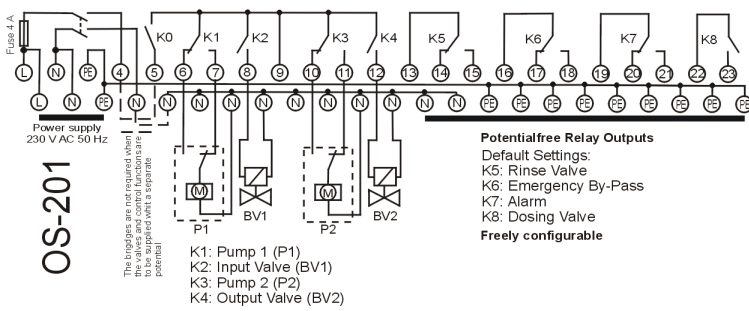 Fuse 4 A
K0
K1
K2
K3
K4
K5
K6
K7
K8
L
N
PE
4
5
6
7
8
9
10
11
12
13
14
15
16
17
18
19
20
21
22
23
L
N
PE
N
N
N
N
N
N
N
N
N
N
N
PE
PE
PE
PE
PE
PE
PE
PE
Power supply
230 V AC 50 Hz
OS-201
The brigdges are not required when
the valves and control functions are
to be supplied whit a separate
potential
M
P1
BV1
M
P2
BV2
K1: Pump 1 (P1)
K2: Input Valve (BV1)
K3: Pump 2 (P2)
K4: Output Valve (BV2)
Potentialfree Relay Outputs
Default Settings:
K5: Rinse Valve
K6: Emergency By-Pass
K7: Alarm
K8: Dosing Valve
Freely configurable